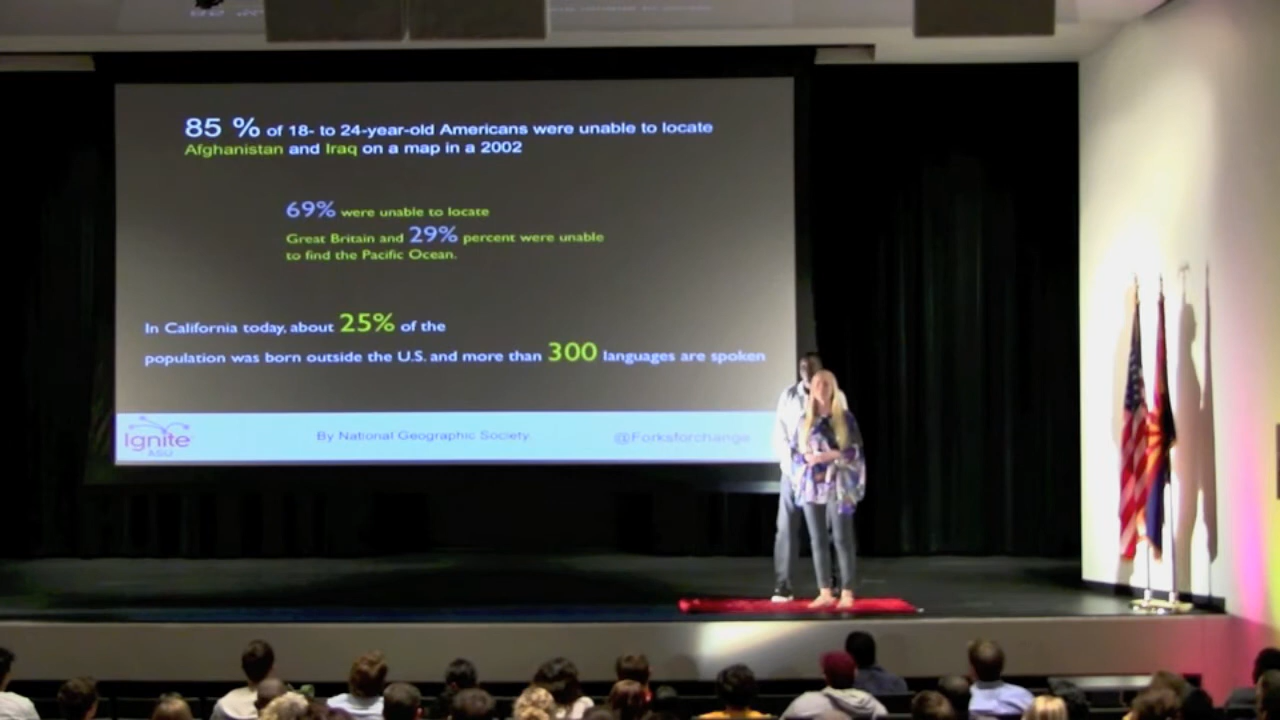 85 % of 18- to 24-year-old Americans were unable to locate
Afghanistan and Iraq on a map in a 2002
69% were unable to locate
Great Britain and 29% percent were unable
to find the Pacific Ocean.
In California today, about 25% of the
population was born outside the U.S. and more than 300 languages are spoken
Ignite
ASU
By National Geographic Society.
@Forksforchange